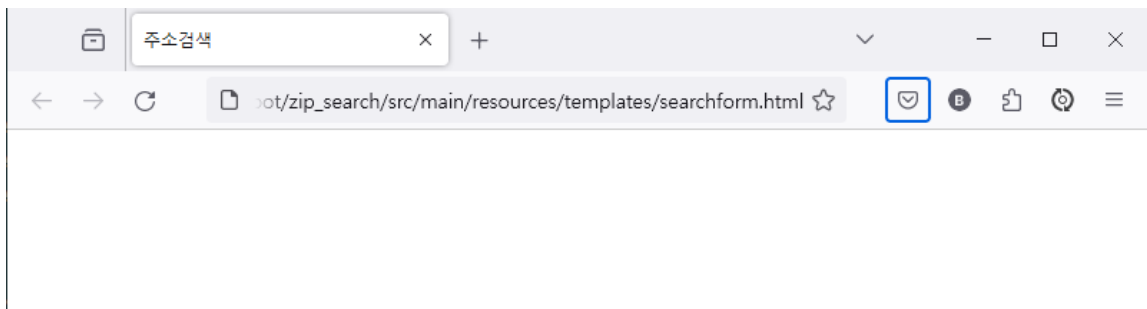 주소검색
ot/zip_search/src/main/resources/templates/searchform.html
B